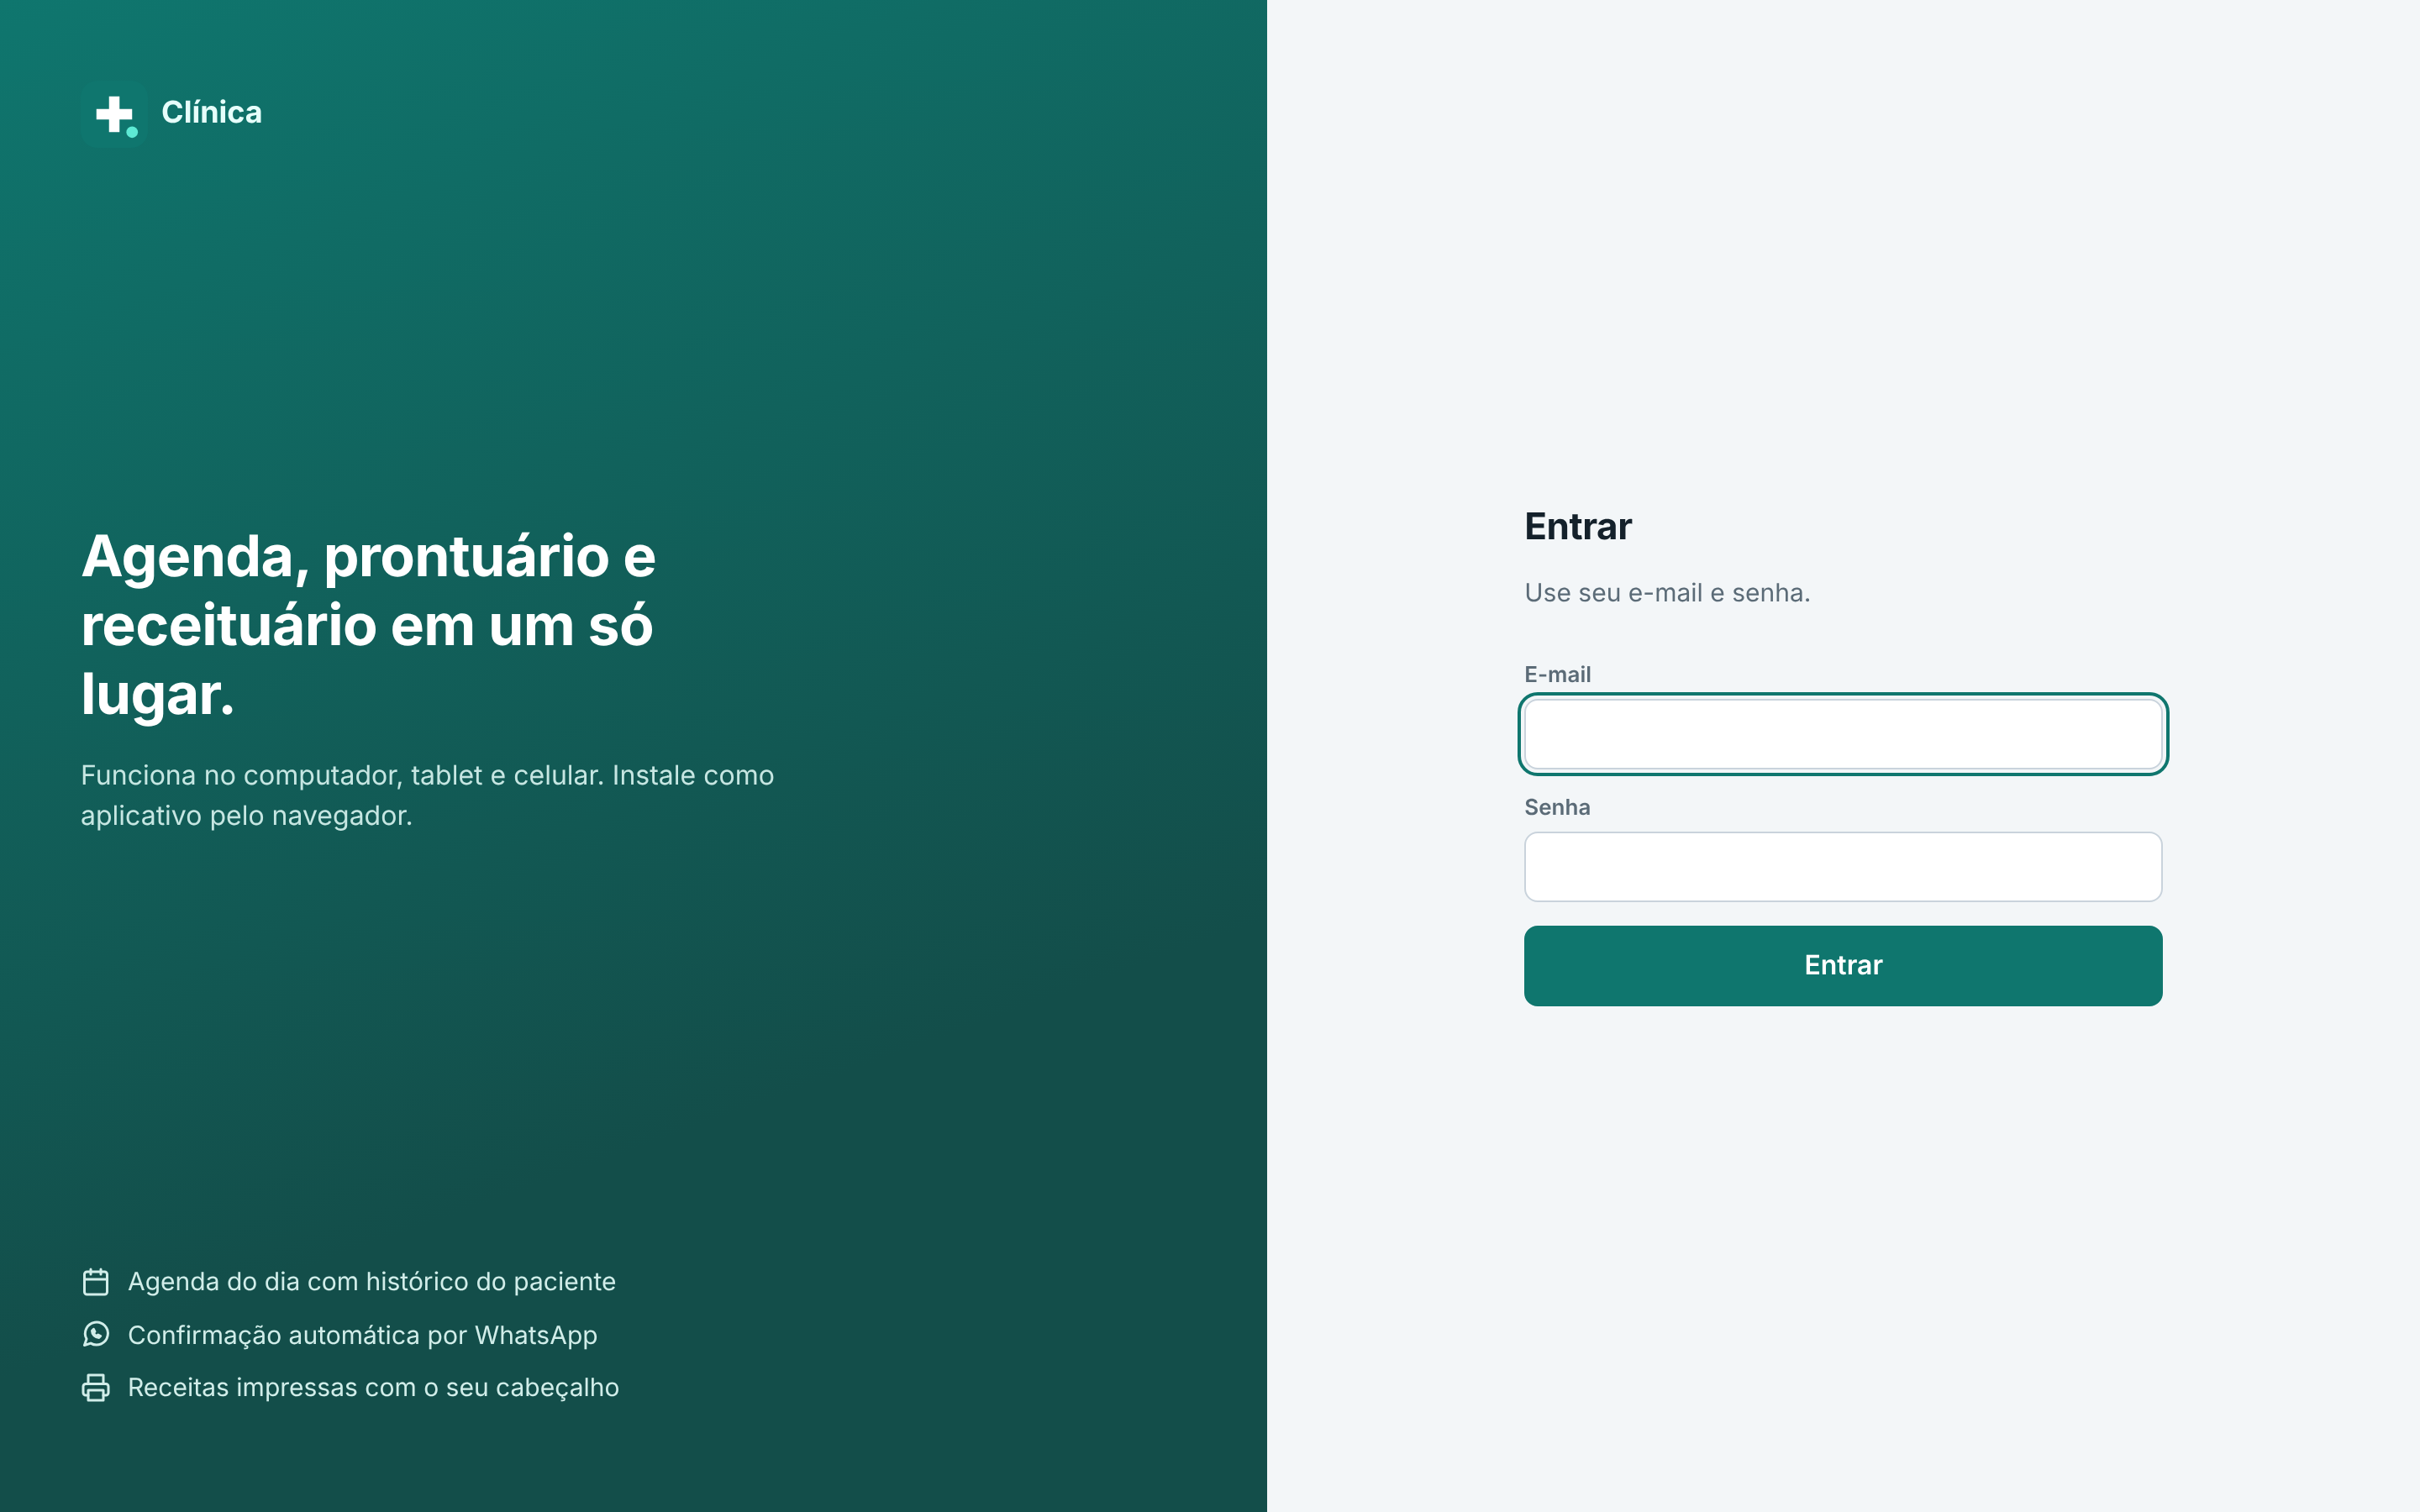 Clínica
Agenda, prontuário e
receituário em um só
lugar.
Funciona no computador, tablet e celular. Instale como
aplicativo pelo navegador.
Agenda do dia com histórico do paciente
Confirmação automática por WhatsApp
Receitas impressas com o seu cabeçalho
Entrar
Use seu e-mail e senha.
E-mail
Senha
Entrar